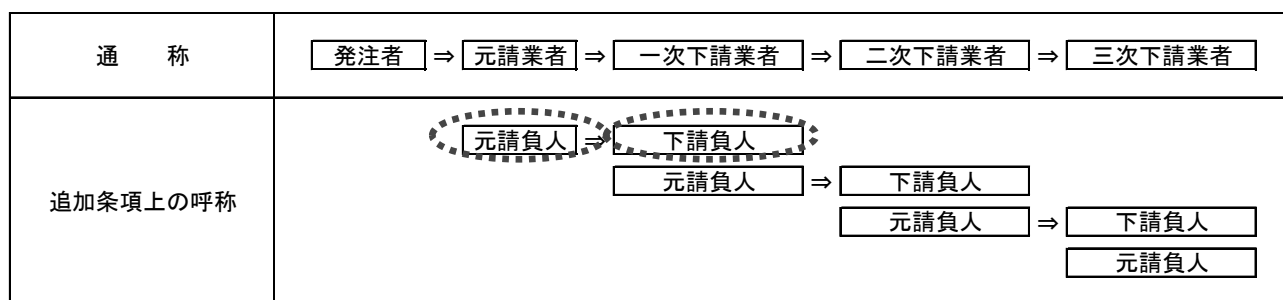 通　　称
発注者 ⇒ 元請業者 ⇒ 一次下請業者 ⇒ 二次下請業者 ⇒ 三次下請業者
追加条項上の呼称
元請負人 ⇒ 下請負人
元請負人 ⇒ 下請負人
元請負人 ⇒ 下請負人
元請負人